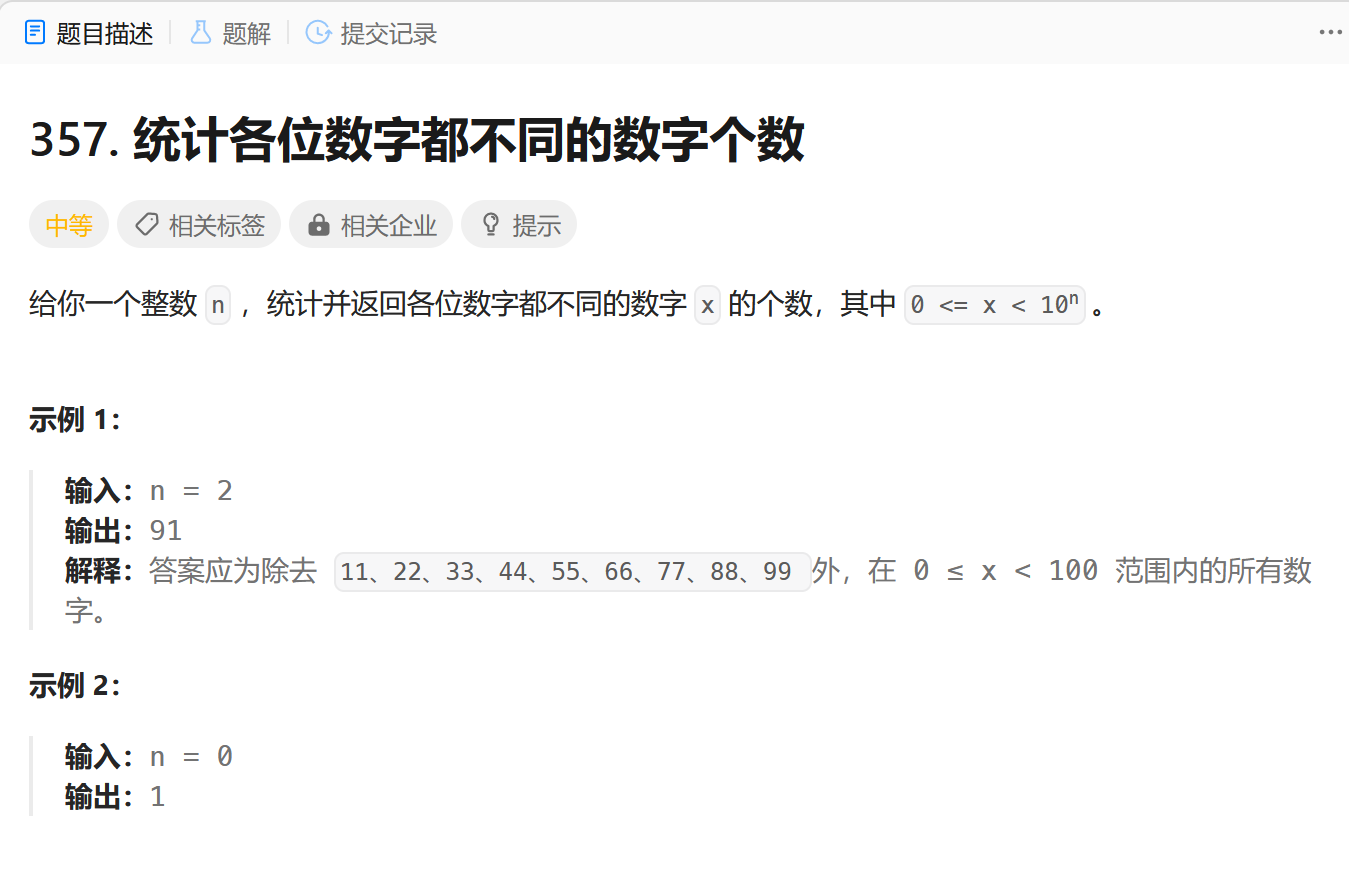 题目描述 题解 提交记录
357. 统计各位数字都不同的数字个数
中等 相关标签 相关企业 提示
给你一个整数 n ，统计并返回各位数字都不同的数字 x 的个数，其中 0 <= x < 10ⁿ 。
示例 1：
输入：n = 2
输出：91
解释：答案应为除去 11、22、33、44、55、66、77、88、99 外，在 0 ≤ x < 100 范围内的所有数
字。
示例 2：
输入：n = 0
输出：1